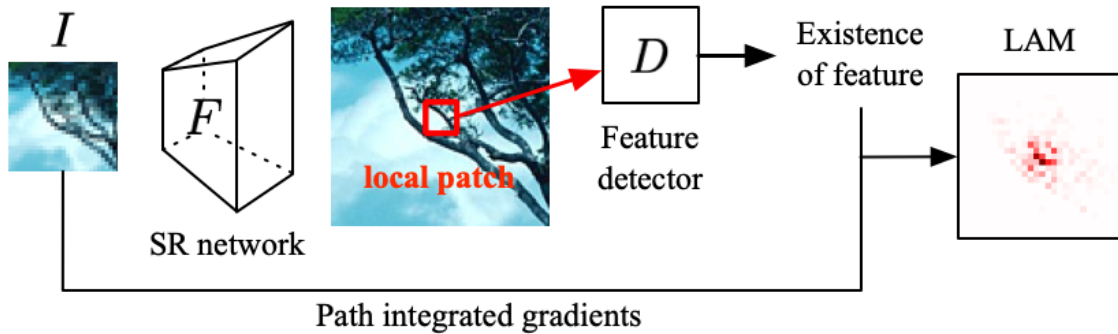 I
F
SR network
local patch
D
Feature
detector
Existence
of feature
LAM
Path integrated gradients